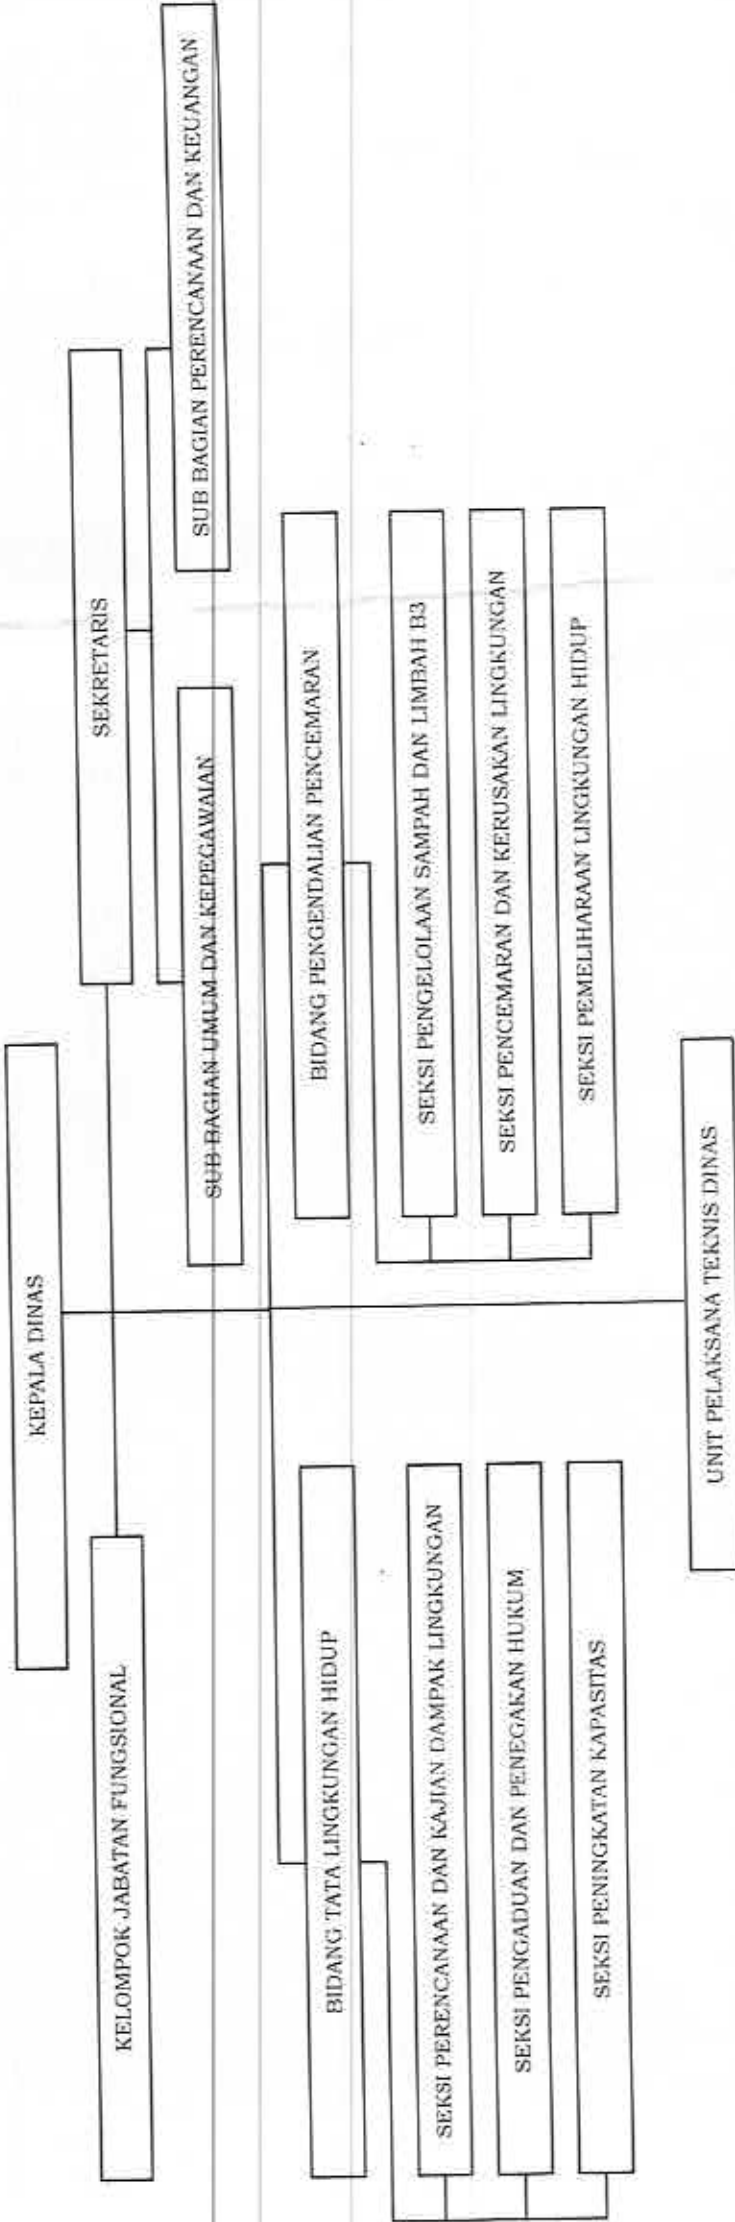 KEPALA DINAS
KELOMPOK JABATAN FUNGSIONAL
SEKRETARIS
SUB BAGIAN UMUM DAN KEPEGAWAIAN
SUB BAGIAN PERENCANAAN DAN KEUANGAN
BIDANG TATA LINGKUNGAN HIDUP
SEKSI PERENCANAAN DAN KAJIAN DAMPAK LINGKUNGAN
SEKSI PENGADUAN DAN PENEGAKAN HUKUM
SEKSI PENINGKATAN KAPASITAS
BIDANG PENGENDALIAN PENCEMARAN
SEKSI PENGELOLAAN SAMPAH DAN LIMBAH B3
SEKSI PENCEMARAN DAN KERUSAKAN LINGKUNGAN
SEKSI PEMELIHARAAN LINGKUNGAN HIDUP
UNIT PELAKSANA TEKNIS DINAS